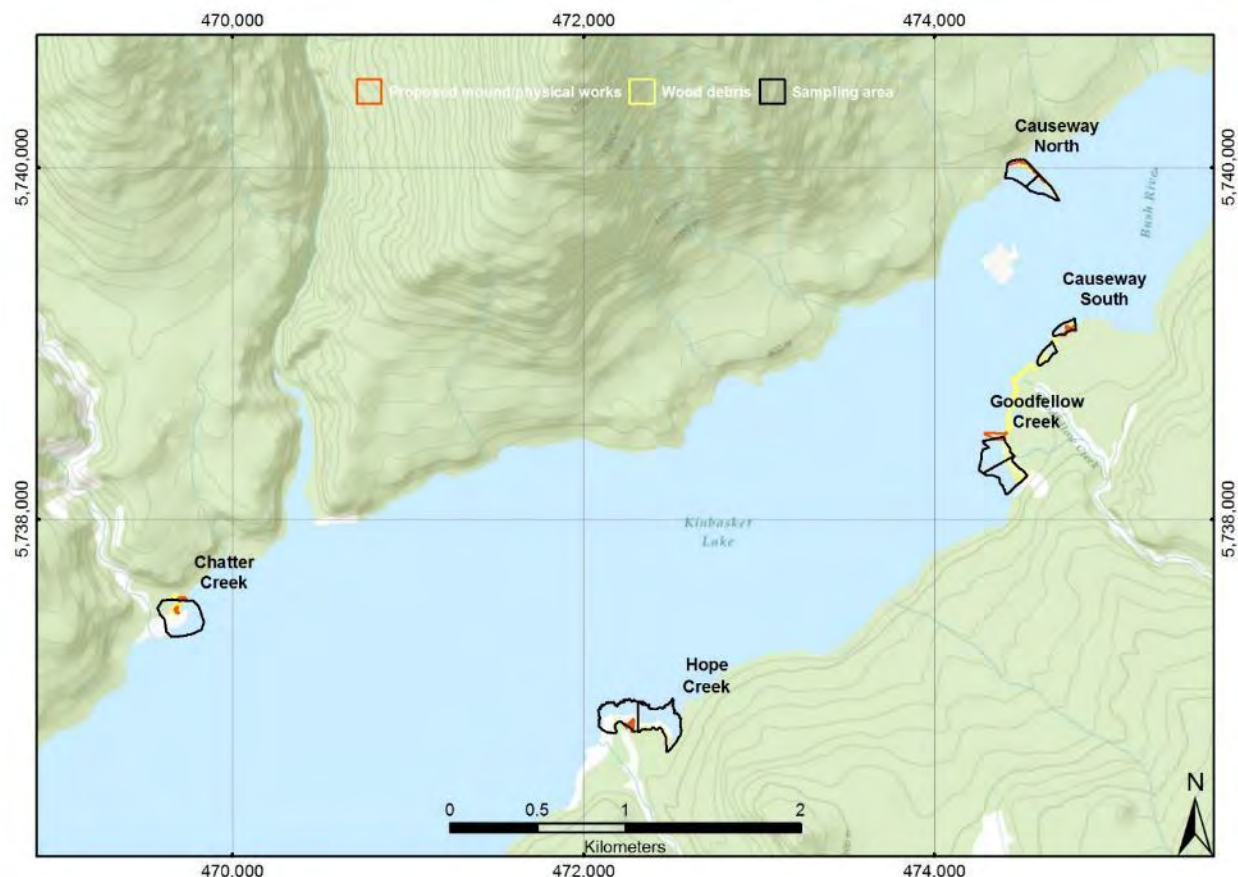 470,000
472,000
474,000
Proposed mound/physical works
Wood debris
Sampling area
Causeway
North
5,740,000
5,740,000
Bush River
Causeway
South
Goodfellow
Creek
5,738,000
5,738,000
Kinbasket
Lake
Chatter
Creek
Hope
Creek
N
0
0.5
1
2
Kilometers
470,000
472,000
474,000